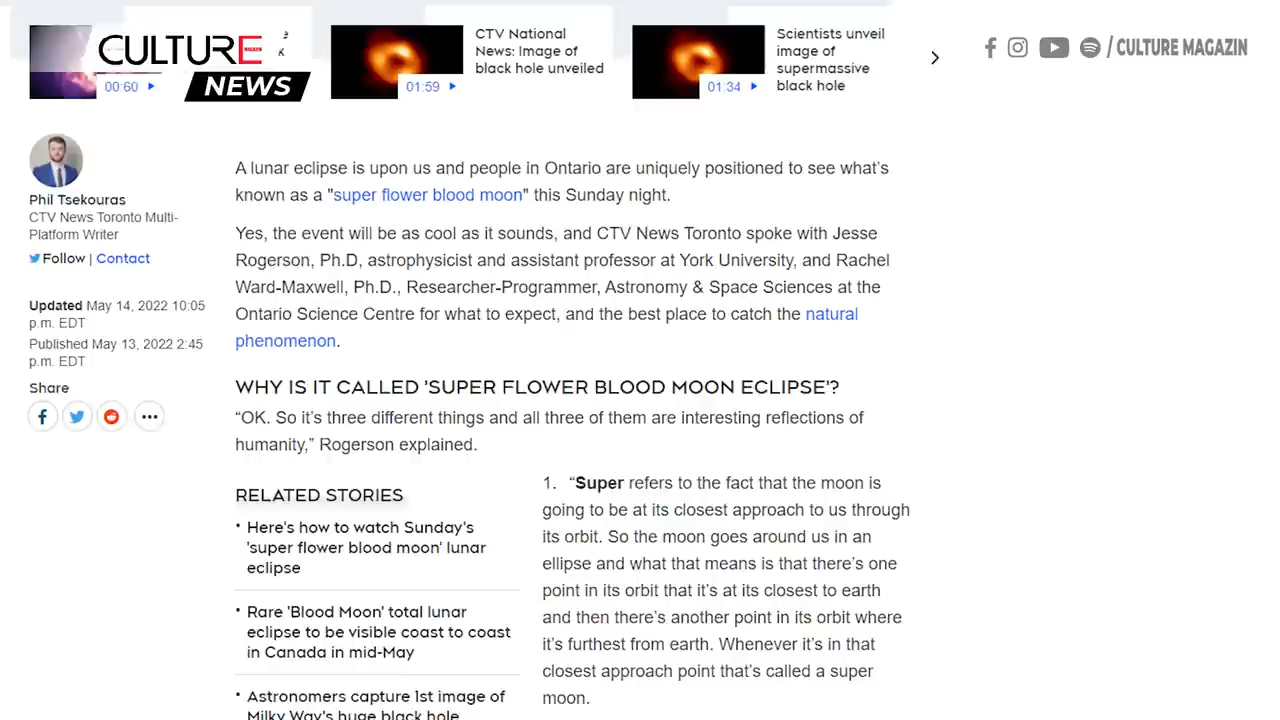 CULTURE
NEWS
00:60
CTV National
News: Image of
black hole unveiled
01:59
Scientists unveil
image of
supermassive
black hole
01:34
/ CULTURE MAGAZIN
Phil Tsekouras
CTV News Toronto Multi-
Platform Writer
Follow | Contact
Updated May 14, 2022 10:05
p.m. EDT
Published May 13, 2022 2:45
p.m. EDT
Share
A lunar eclipse is upon us and people in Ontario are uniquely positioned to see what’s
known as a "super flower blood moon" this Sunday night.
Yes, the event will be as cool as it sounds, and CTV News Toronto spoke with Jesse
Rogerson, Ph.D, astrophysicist and assistant professor at York University, and Rachel
Ward-Maxwell, Ph.D., Researcher-Programmer, Astronomy & Space Sciences at the
Ontario Science Centre for what to expect, and the best place to catch the natural
phenomenon.
WHY IS IT CALLED 'SUPER FLOWER BLOOD MOON ECLIPSE'?
“OK. So it’s three different things and all three of them are interesting reflections of
humanity,” Rogerson explained.
RELATED STORIES
• Here's how to watch Sunday's
'super flower blood moon' lunar
eclipse
• Rare 'Blood Moon' total lunar
eclipse to be visible coast to coast
in Canada in mid-May
• Astronomers capture 1st image of
Milky Way's huge black hole
1. “Super refers to the fact that the moon is
going to be at its closest approach to us through
its orbit. So the moon goes around us in an
ellipse and what that means is that there’s one
point in its orbit that it’s at its closest to earth
and then there’s another point in its orbit where
it’s furthest from earth. Whenever it’s in that
closest approach point that’s called a super
moon.